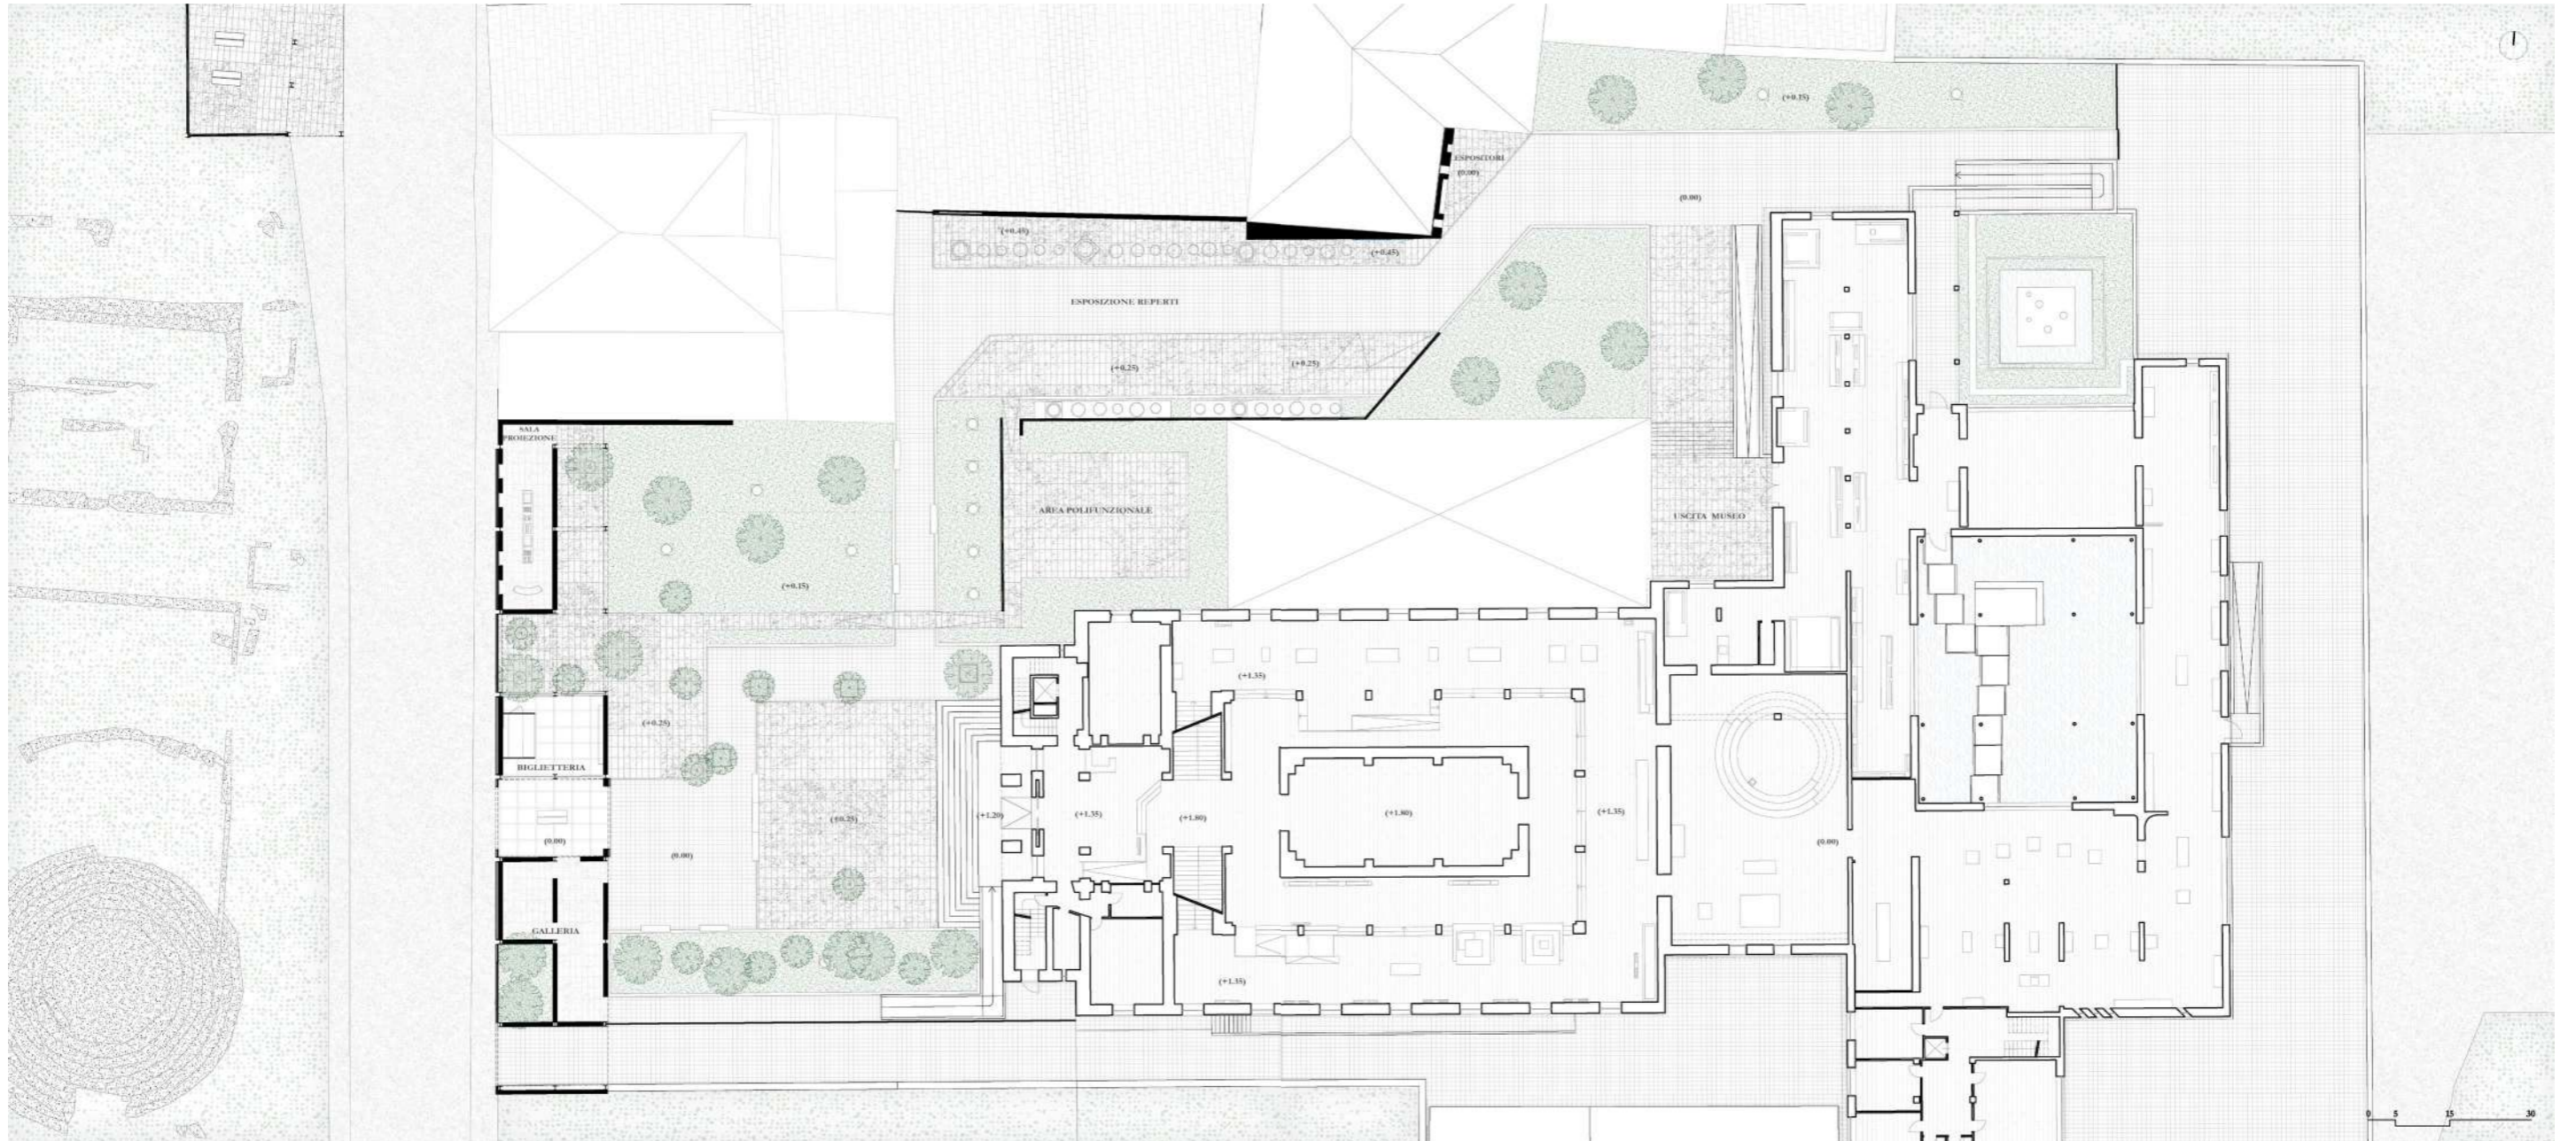 (+0.15)
ESPOSITORI
(0.00)
(0.00)
(+0.45)
(+0.45)
ESPOSIZIONE REPERTI
(+0.25)
(+0.25)
SALA
PROIEZIONE
AREA POLIFUNZIONALE
USCITA MUSEO
(+0.15)
(+1.35)
(+0.25)
BIGLIETTERIA
(0.00)
(0.00)
(+0.25)
(+1.20)
(+1.35)
(+1.80)
(+1.80)
(+1.35)
(0.00)
GALLERIA
(+1.35)
0 5 15 30